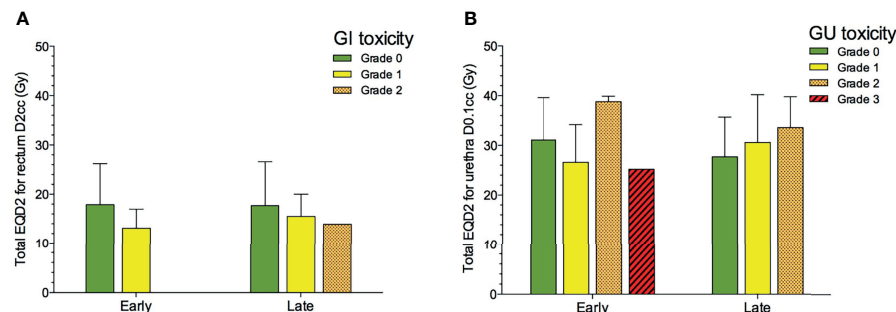 A
GI toxicity
Grade 0
Grade 1
Grade 2
Total EQD2 for rectum D2cc (Gy)
50
40
30
20
10
0
Early
Late
B
GU toxicity
Grade 0
Grade 1
Grade 2
Grade 3
Total EQD2 for urethra D0.1cc (Gy)
50
40
30
20
10
0
Early
Late